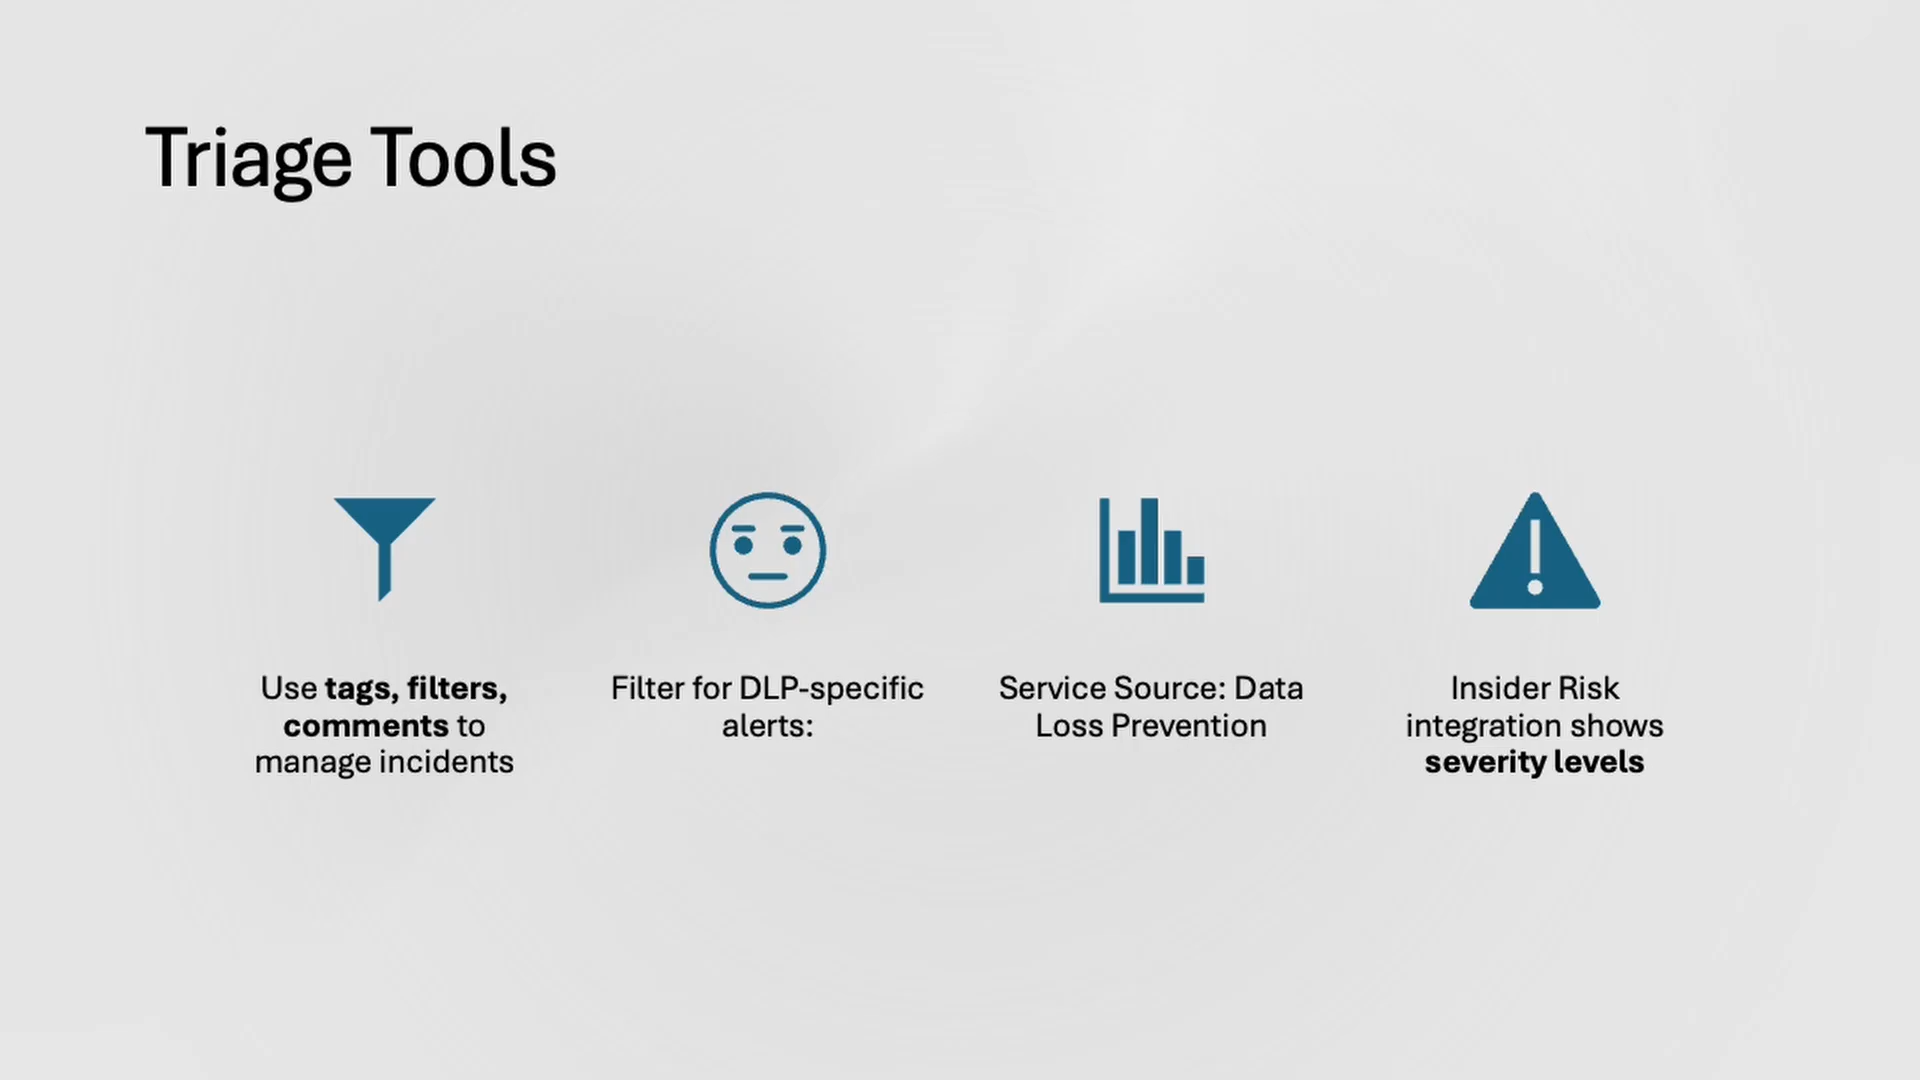 Triage Tools
Use tags, filters,
comments to
manage incidents
Filter for DLP-specific
alerts:
Service Source: Data
Loss Prevention
Insider Risk
integration shows
severity levels